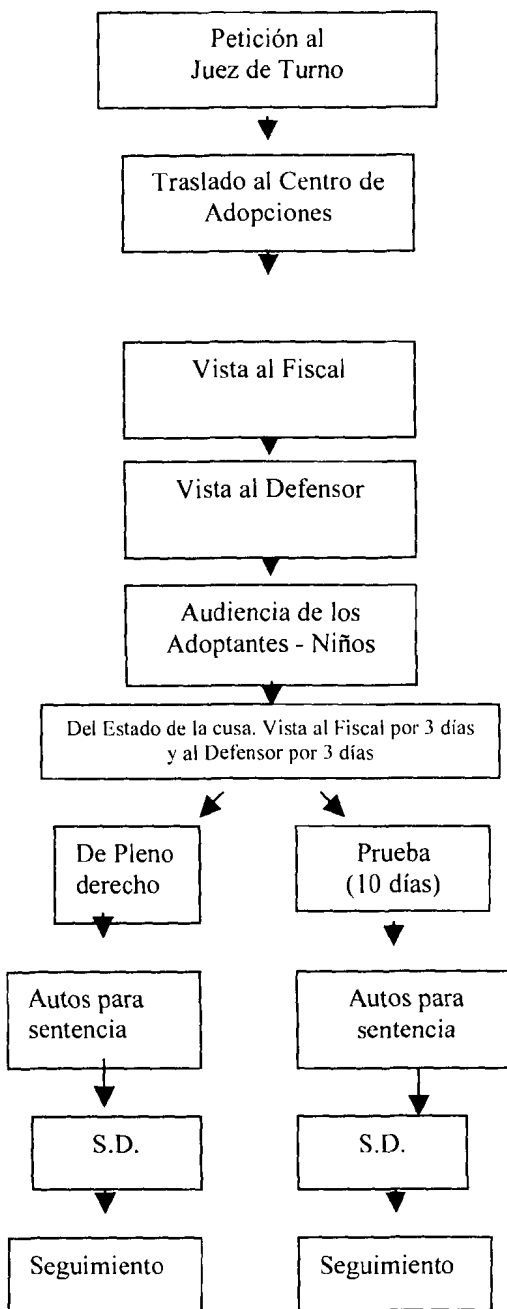 Petición al
Juez de Turno
Traslado al Centro de
Adopciones
Vista al Fiscal
Vista al Defensor
Audiencia de los
Adoptantes - Niños
Del Estado de la cusa. Vista al Fiscal por 3 días
y al Defensor por 3 días
De Pleno
derecho
Prueba
(10 días)
Autos para
sentencia
Autos para
sentencia
S.D.
S.D.
Seguimiento
Seguimiento